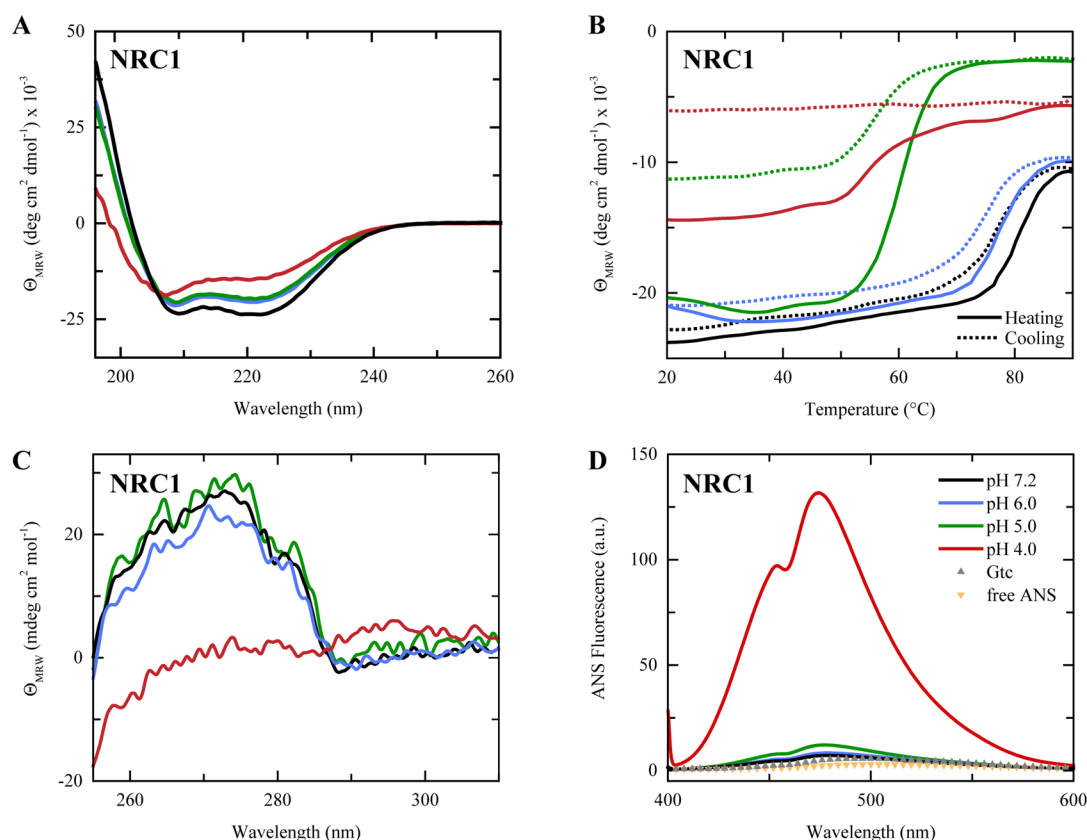 A
NRC1
50
25
0
-25
200
220
240
260
ΘMRW (deg cm2 dmol-1) x 10-3
Wavelength (nm)
B
NRC1
0
-10
-20
20
40
60
80
ΘMRW (deg cm2 dmol-1) x 10-3
Temperature (°C)
Heating
Cooling
C
NRC1
20
0
-20
260
280
300
ΘMRW (mdeg cm2 mol-1)
Wavelength (nm)
D
NRC1
150
100
50
0
400
500
600
ANS Fluorescence (a.u.)
Wavelength (nm)
pH 7.2
pH 6.0
pH 5.0
pH 4.0
Gtc
free ANS